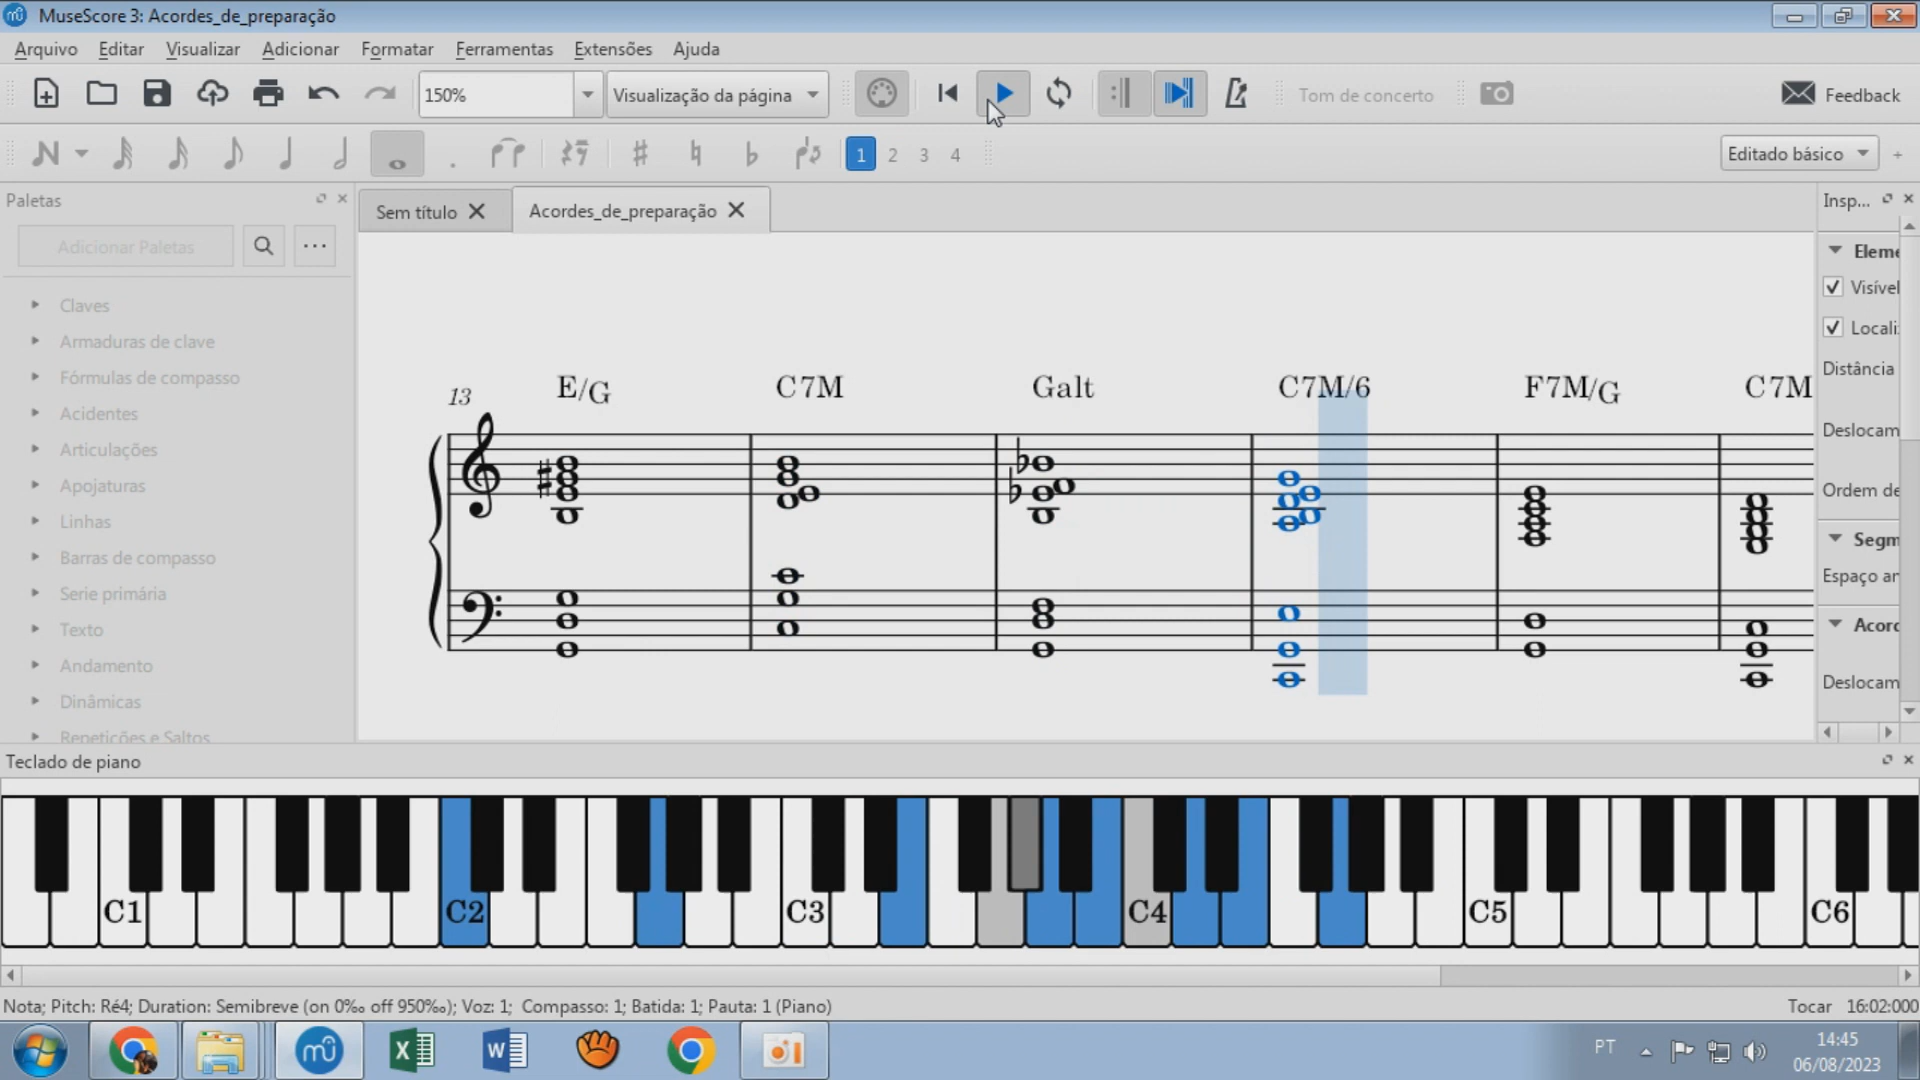 MuseScore 3: Acordes_de_preparação
Arquivo Editar Visualizar Adicionar Formatar Ferramentas Extensões Ajuda
150% Visualização da página Tom de concerto Feedback
1 2 3 4 Editado básico +
Paletas
Adicionar Paletas ...
Claves
Armaduras de clave
Fórmulas de compasso
Acidentes
Articulações
Apojaturas
Linhas
Barras de compasso
Serie primária
Texto
Andamento
Dinâmicas
Repetições e Saltos
Sem título Acordes_de_preparação
13 E/G C7M Galt C7M/6 F7M/G C7M
Insp...
Eleme
Visível
Locali
Distância
Deslocam
Ordem de
Segm
Espaço an
Acord
Deslocam
Teclado de piano
C1 C2 C3 C4 C5 C6
Nota; Pitch: Ré4; Duration: Semibreve (on 0‰ off 950‰); Voz: 1; Compasso: 1; Batida: 1; Pauta: 1 (Piano) Tocar 16:02:000
PT 14:45
06/08/2023